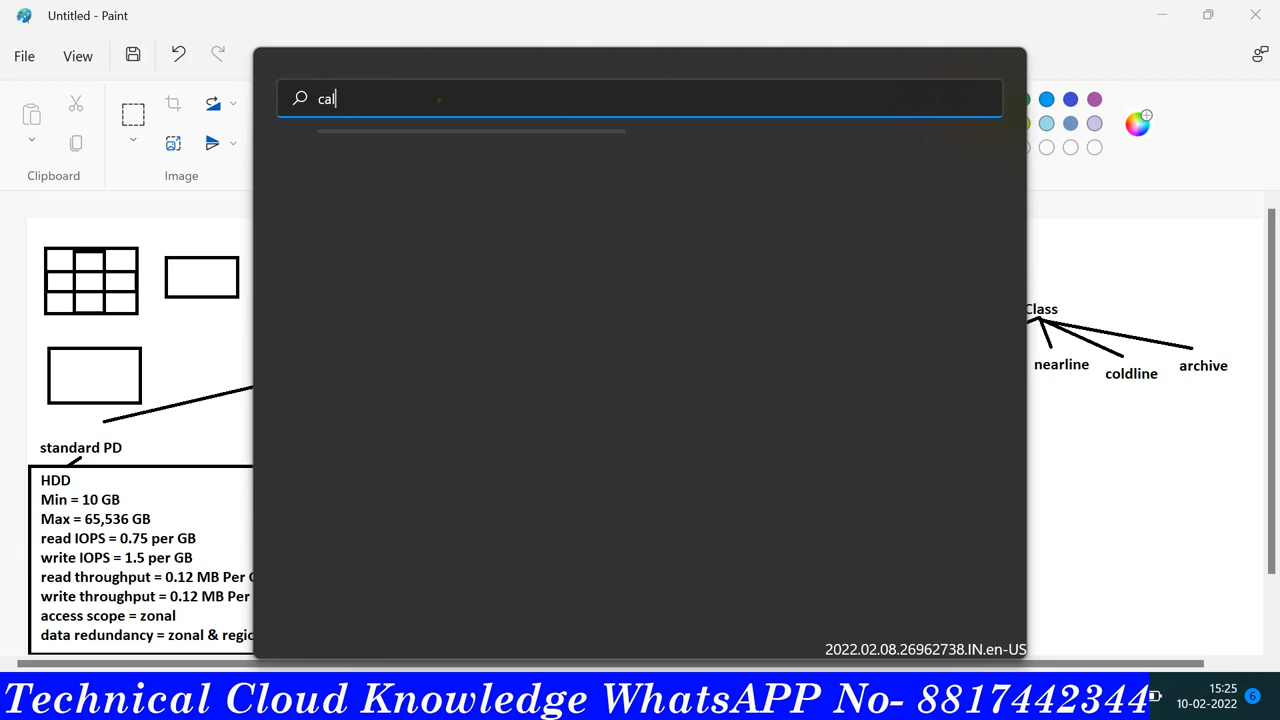 Untitled - Paint
File
View
cal
Clipboard
Image
Class
nearline
coldline
archive
standard PD
HDD
Min = 10 GB
Max = 65,536 GB
read IOPS = 0.75 per GB
write IOPS = 1.5 per GB
read throughput = 0.12 MB Per
write throughput = 0.12 MB Per
access scope = zonal
data redundancy = zonal & regio
2022.02.08.26962738.IN.en-US
Technical Cloud Knowledge WhatsAPP No- 8817442344
15:25
10-02-2022
6